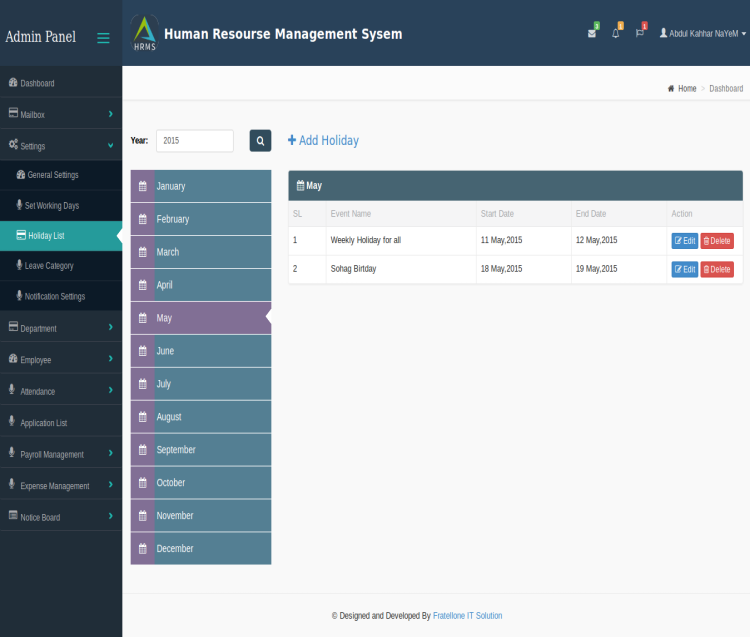 Admin Panel
HRMS
Human Resourse Management Sysem
1
1
1
Abdul Kahhar NaYeM
Home > Dashboard
Dashboard
Mailbox
Settings
General Settings
Set Working Days
Holiday List
Leave Category
Notification Settings
Department
Employee
Attendance
Application List
Payroll Management
Expense Management
Notice Board
Year: 2015
January
February
March
April
May
June
July
August
September
October
November
December
Add Holiday
May
SL Event Name Start Date End Date Action
1 Weekly Holiday for all 11 May,2015 12 May,2015 Edit Delete
2 Sohag Birtday 18 May,2015 19 May,2015 Edit Delete
© Designed and Developed By Fratellone IT Solution